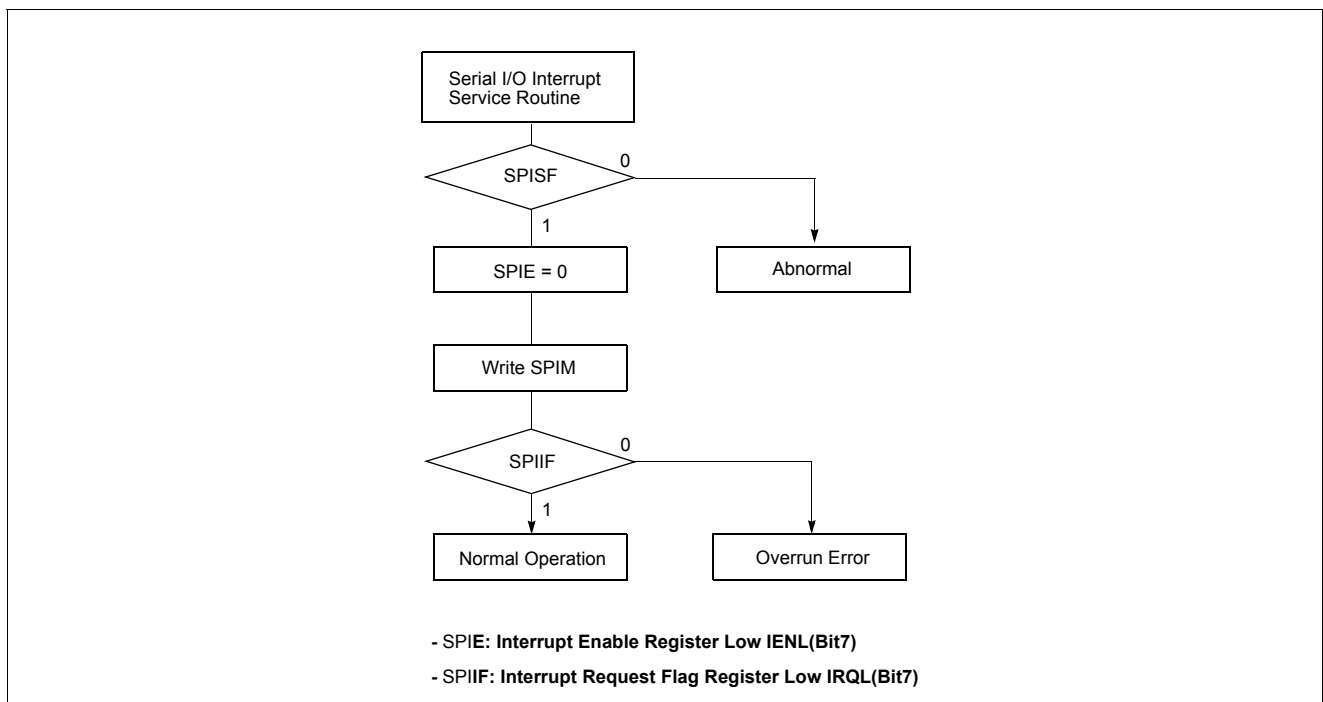 Serial I/O Interrupt
Service Routine
SPISF
0
1
SPIE = 0
Abnormal
Write SPIM
SPIIF
0
1
Normal Operation
Overrun Error
- SPIE: Interrupt Enable Register Low IENL(Bit7)
- SPIIF: Interrupt Request Flag Register Low IRQL(Bit7)